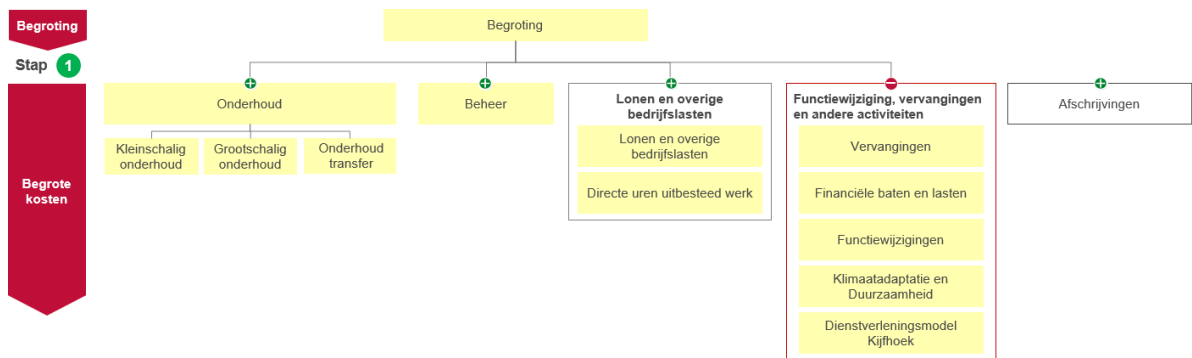 Begroting
Begroting
Stap 1
Onderhoud
Beheer
Lonen en overige
bedrijfslasten
Functiewijziging, vervangingen
en andere activiteiten
Afschrijvingen
Kleinschalig
onderhoud
Grootschalig
onderhoud
Onderhoud
transfer
Lonen en overige
bedrijfslasten
Directe uren uitbesteed werk
Vervangingen
Financiële baten en lasten
Functiewijzigingen
Klimaatadaptatie en
Duurzaamheid
Dienstverleningsmodel
Kijfhoek
Begrote
kosten